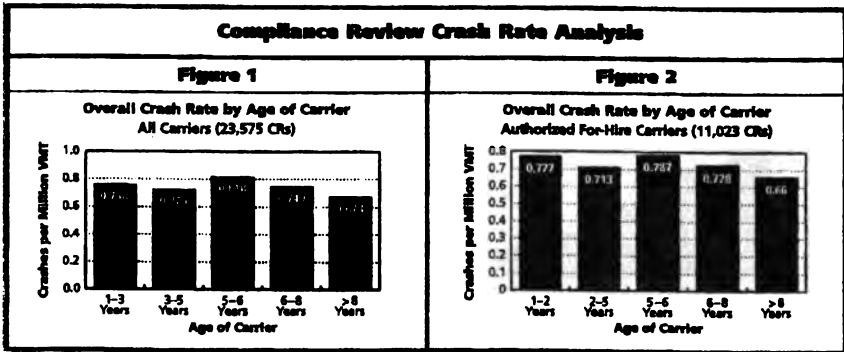 Compliance Review Crash Rate Analysis
Figure 1
Overall Crash Rate by Age of Carrier
All Carriers (23,575 CRs)
Crashes per Million VMT
1.0
0.8
0.6
0.4
0.2
0.0
1–3 Years
3–5 Years
5–6 Years
6–8 Years
>8 Years
Age of Carrier
Figure 2
Overall Crash Rate by Age of Carrier
Authorized For-Hire Carriers (11,023 CRs)
Crashes per Million VMT
0.8
0.7
0.6
0.5
0.4
0.3
0.2
0.1
0
0.777
0.713
0.787
0.728
0.66
1–2 Years
2–5 Years
5–6 Years
6–8 Years
Years
Age of Carrier